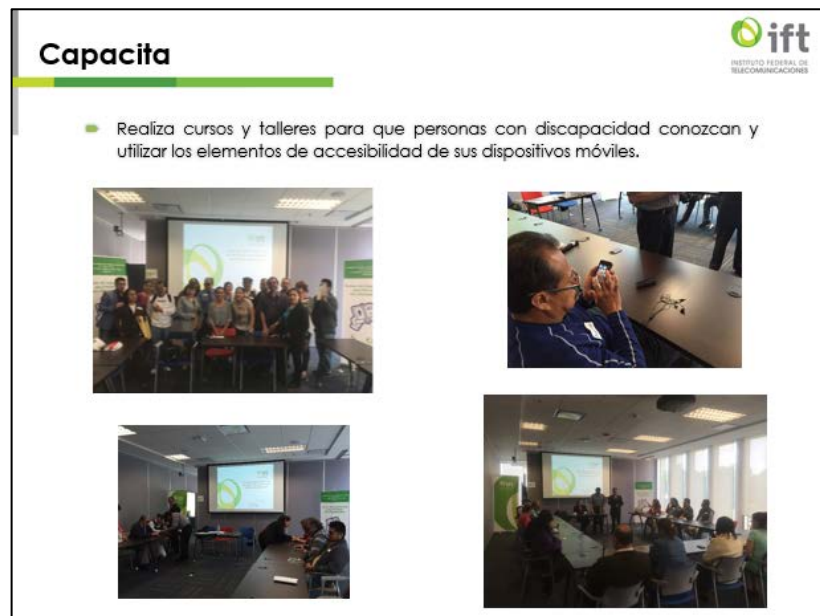 Capacita
ift
INSTITUTO FEDERAL DE
TELECOMUNICACIONES
Realiza cursos y talleres para que personas con discapacidad conozcan y
utilizar los elementos de accesibilidad de sus dispositivos móviles.